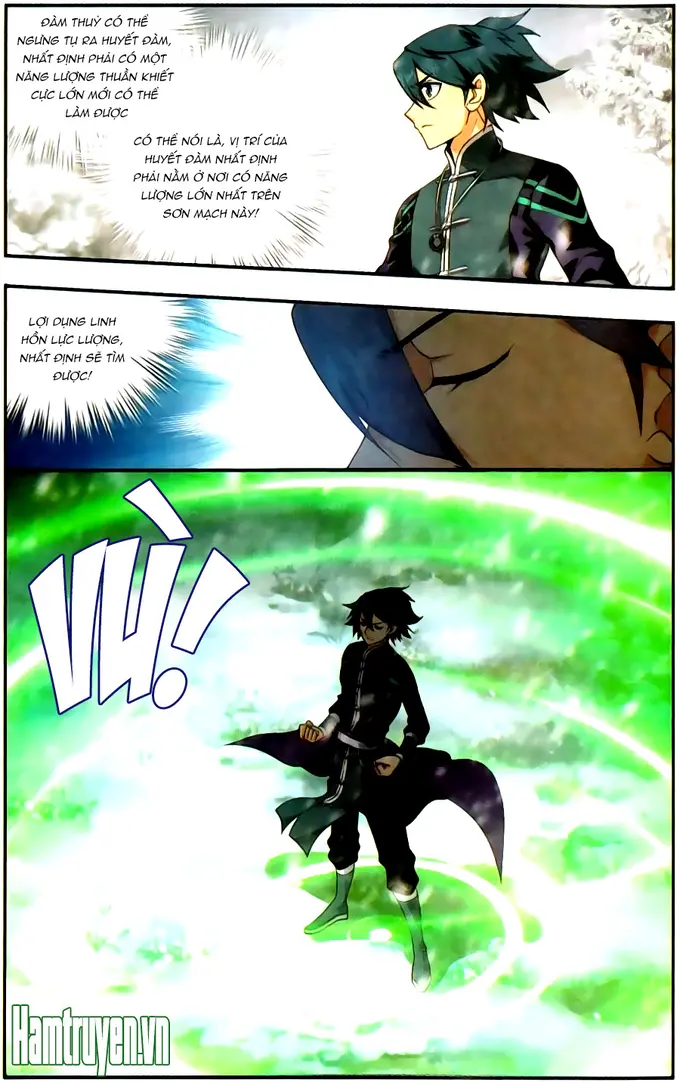 ĐÀM THUỶ CÓ THỂ
NGƯNG TỤ RA HUYẾT ĐÀM,
NHẤT ĐỊNH PHẢI CÓ MỘT
NĂNG LƯỢNG THUẦN KHIẾT
CỰC LỚN MỚI CÓ THỂ
LÀM ĐƯỢC
CÓ THỂ NÓI LÀ, VỊ TRÍ CỦA
HUYẾT ĐÀM NHẤT ĐỊNH
PHẢI NẰM Ở NƠI CÓ NĂNG
LƯỢNG LỚN NHẤT TRÊN
SƠN MẠCH NÀY!
LỢI DỤNG LINH
HỒN LỰC LƯỢNG,
NHẤT ĐỊNH SẼ TÌM
ĐƯỢC!
VÙ!
Hamtruyen.vn